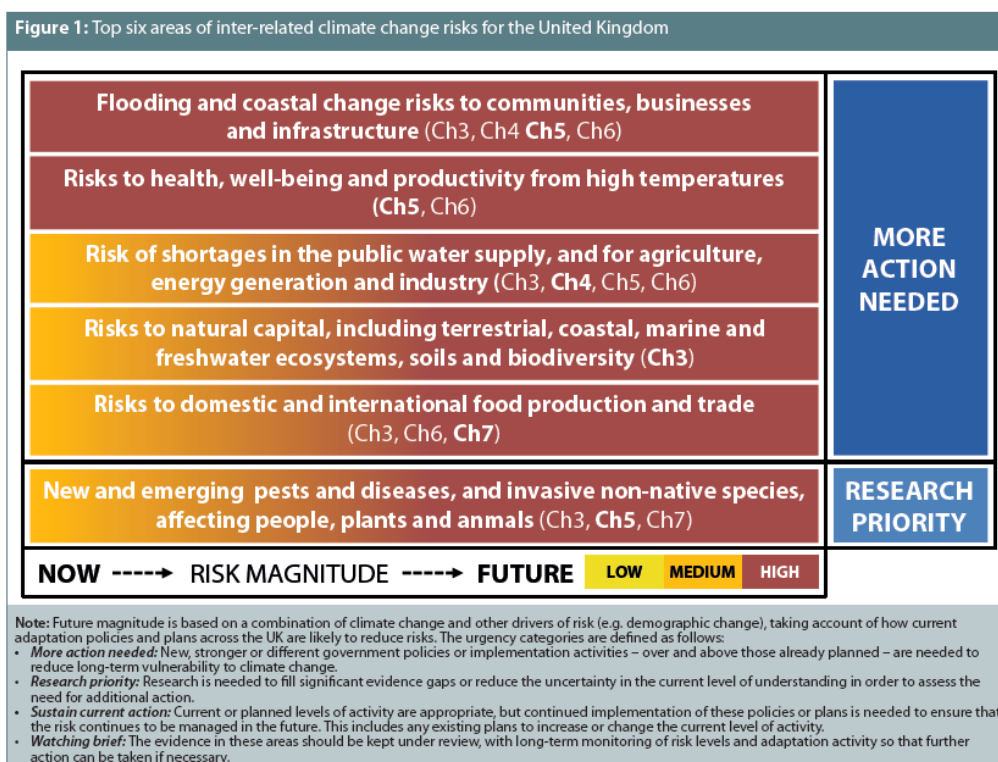 Figure 1: Top six areas of inter-related climate change risks for the United Kingdom
Flooding and coastal change risks to communities, businesses
and infrastructure (Ch3, Ch4 Ch5, Ch6)
Risks to health, well-being and productivity from high temperatures
(Ch5, Ch6)
Risk of shortages in the public water supply, and for agriculture,
energy generation and industry (Ch3, Ch4, Ch5, Ch6)
Risks to natural capital, including terrestrial, coastal, marine and
freshwater ecosystems, soils and biodiversity (Ch3)
Risks to domestic and international food production and trade
(Ch3, Ch6, Ch7)
MORE
ACTION
NEEDED
New and emerging pests and diseases, and invasive non-native species,
affecting people, plants and anmals (Ch3, Ch5, Ch7)
RESEARCH
PRIORITY
NOW RISK MAGNITUDE FUTURE LOW MEDIUM HIGH
Note: Future magnitude is based on a combination of climate change and other drivers of risk (e.g. demographic change), taking account of how current
adaptation policies and plans across the UK are likely to reduce risks. The urgency categories are defined as follows:
• More action needed: New, stronger or different government policies or implementation activities – over and above those already planned – are needed to
reduce long-term vulnerability to climate change.
• Research priority: Research is needed to fill significant evidence gaps or reduce the uncertainty in the current level of understanding in order to assess the
need for additional action.
• Sustain current action: Current or planned levels of activity are appropriate, but continued implementation of these policies or plans is needed to ensure that
the risk continues to be managed in the future. This includes any existing plans to increase or change the current level of activity.
• Watching brief: The evidence in these areas should be kept under review, with long-term monitoring of risk levels and adaptation activity so that further
action can be taken if necessary.